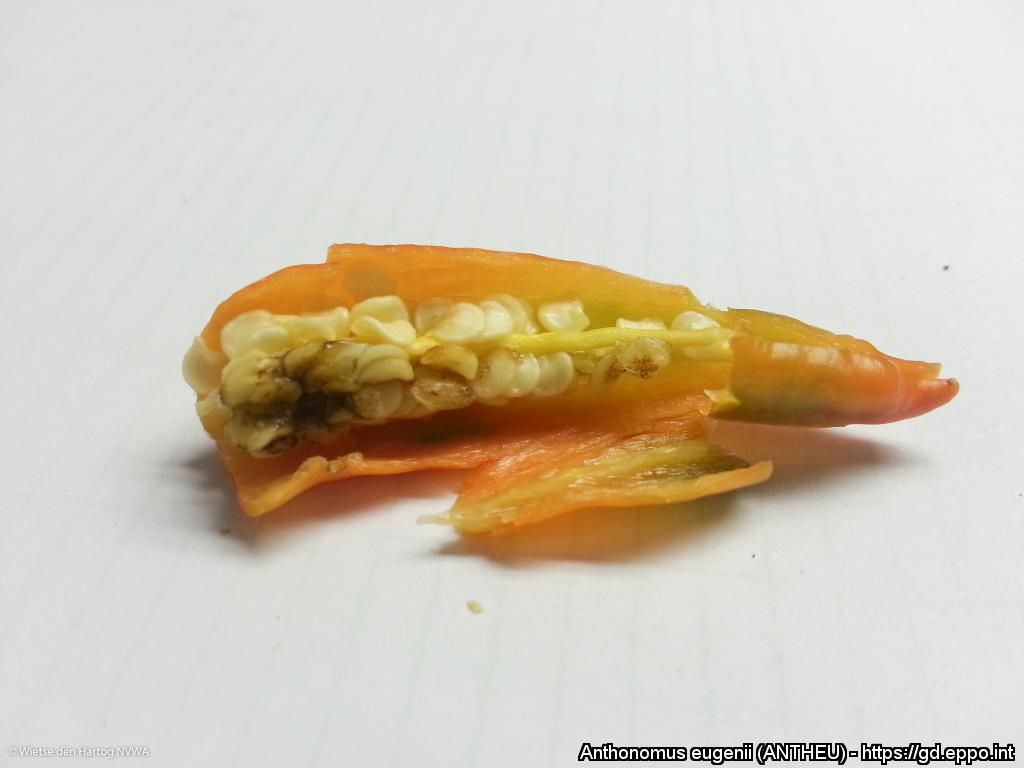 © Wietse den Hartog NVWA
Anthonomus eugenii (ANTHEU) - https://gd.eppo.int